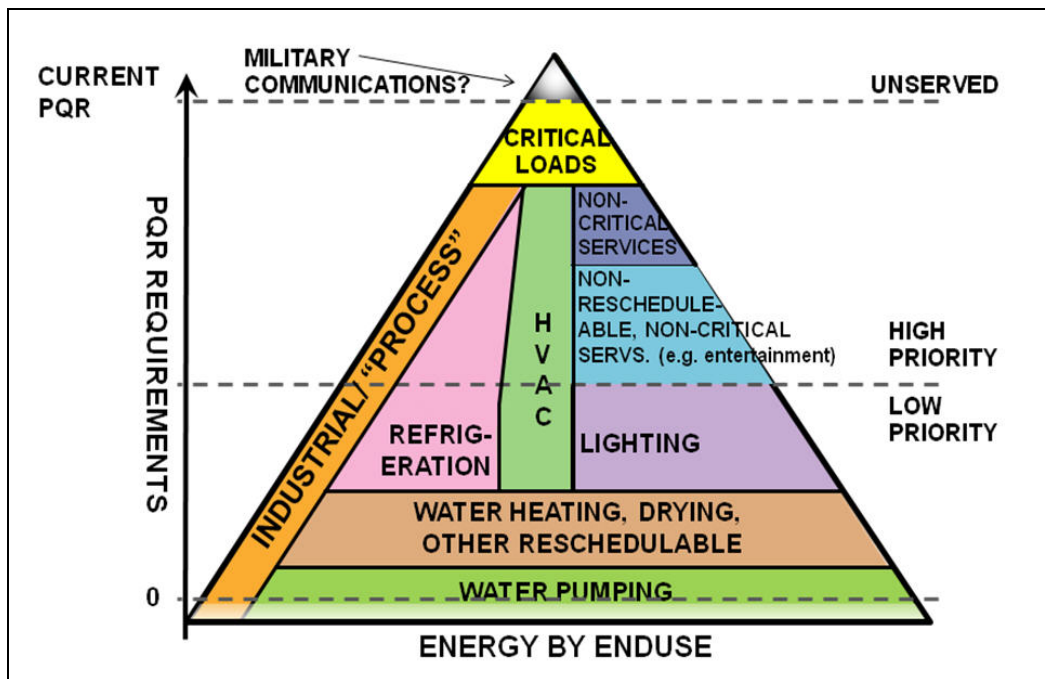 MILITARY
COMMUNICATIONS?
CURRENT
PQR
UNSERVED
CRITICAL
LOADS
PQR REQUIREMENTS
INDUSTRIAL/ “PROCESS”
NON-
CRITICAL
SERVICES
NON-
RESCHEDULE-
ABLE, NON-CRITICAL
SERVS. (e.g. entertainment)
H
V
A
C
HIGH
PRIORITY
LOW
PRIORITY
REFRIG-
ERATION
LIGHTING
WATER HEATING, DRYING,
OTHER RESCHEDULABLE
WATER PUMPING
0
ENERGY BY ENDUSE